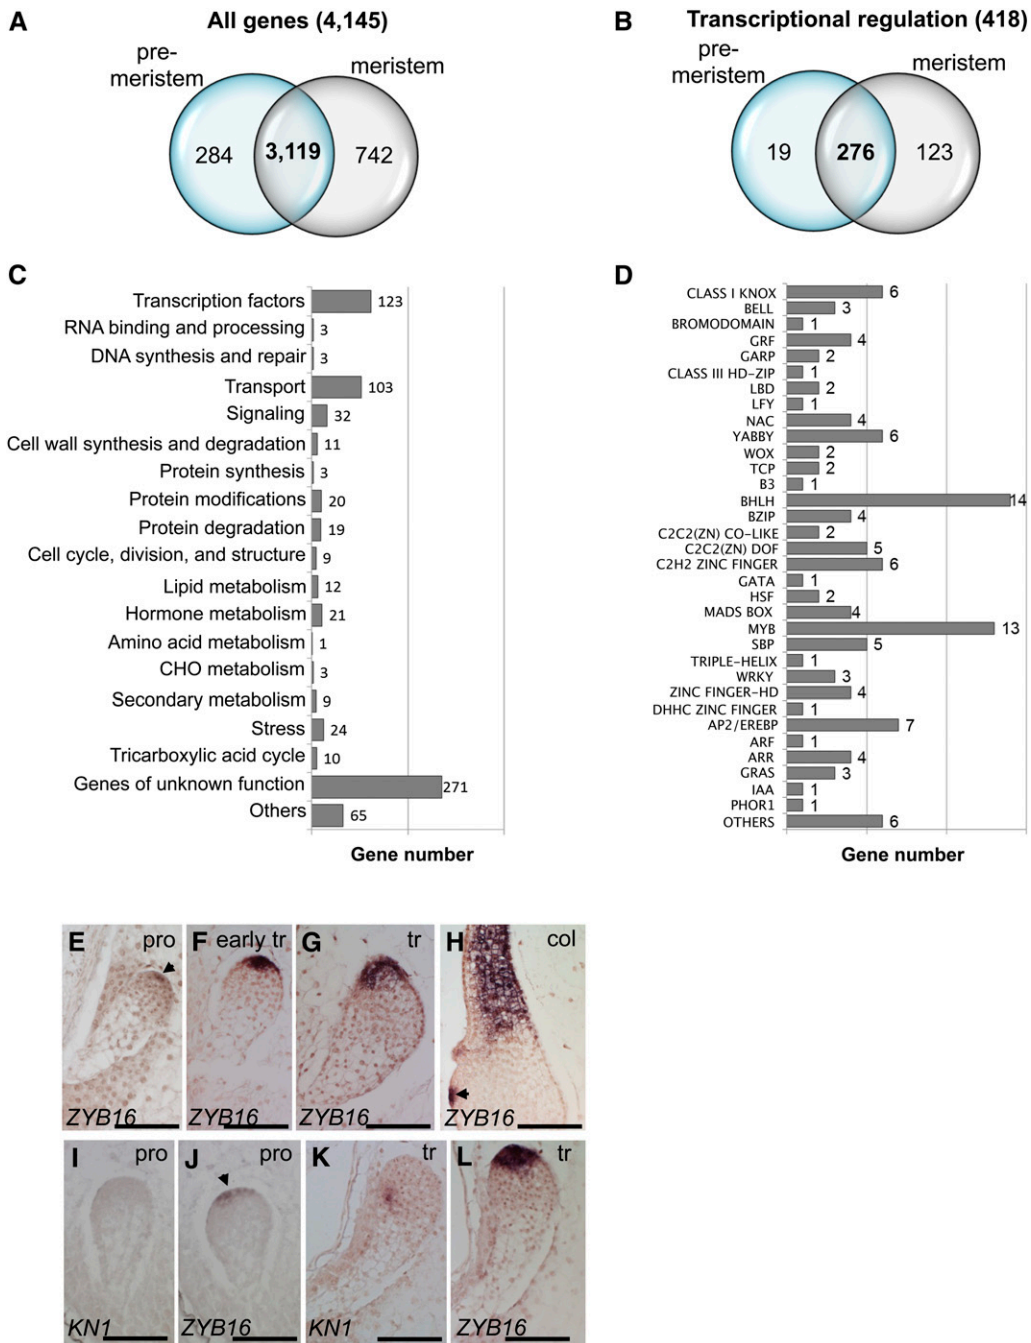 A
All genes (4,145)
pre-
meristem
meristem
284
3,119
742
B
Transcriptional regulation (418)
pre-
meristem
meristem
19
276
123
C
Transcription factors 123
RNA binding and processing 3
DNA synthesis and repair 3
Transport 103
Signaling 32
Cell wall synthesis and degradation 11
Protein synthesis 3
Protein modifications 20
Protein degradation 19
Cell cycle, division, and structure 9
Lipid metabolism 12
Hormone metabolism 21
Amino acid metabolism 1
CHO metabolism 3
Secondary metabolism 9
Stress 24
Tricarboxylic acid cycle 10
Genes of unknown function 271
Others 65
Gene number
D
CLASS I KNOX 6
BELL 3
BROMODOMAIN 1
GRF 4
GARP 2
CLASS III HD-ZIP 1
LBD 2
LFY 1
NAC 4
YABBY 6
WOX 2
TCP 2
B3 1
BHLH 14
BZIP 4
C2C2(ZN) CO-LIKE 2
C2C2(ZN) DOF 5
C2H2 ZINC FINGER 6
GATA 1
HSF 2
MADS BOX 4
MYB 13
SBP 5
TRIPLE-HELIX 1
WRKY 3
ZINC FINGER-HD 4
DHHC ZINC FINGER 1
AP2/EREBP 7
ARF 1
ARR 4
GRAS 3
IAA 1
PHOR1 1
OTHERS 6
Gene number
E pro
ZYB16
F early tr
ZYB16
G tr
ZYB16
H col
ZYB16
I pro
KN1
J pro
ZYB16
K tr
KN1
L tr
ZYB16